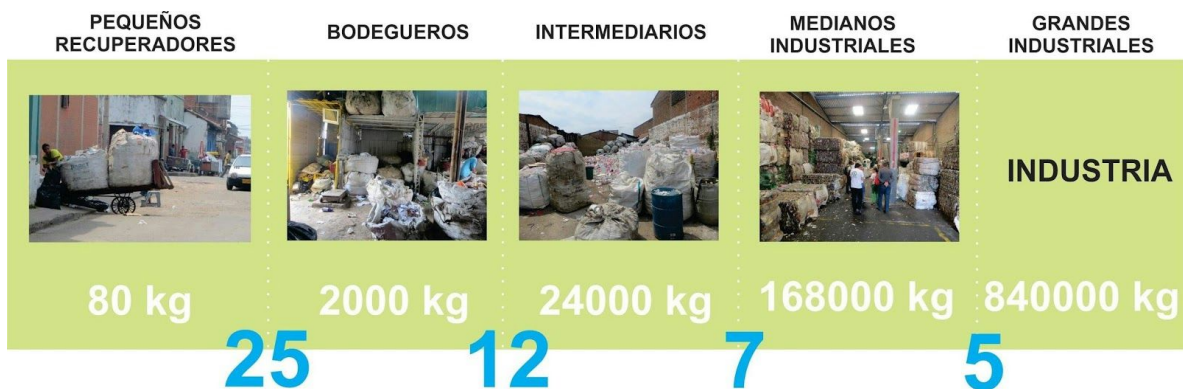 PEQUEÑOS
RECUPERADORES
BODEGUEROS
INTERMEDIARIOS
MEDIANOS
INDUSTRIALES
GRANDES
INDUSTRIALES
INDUSTRIA
80 kg
2000 kg
24000 kg
168000 kg
840000 kg
25
12
7
5